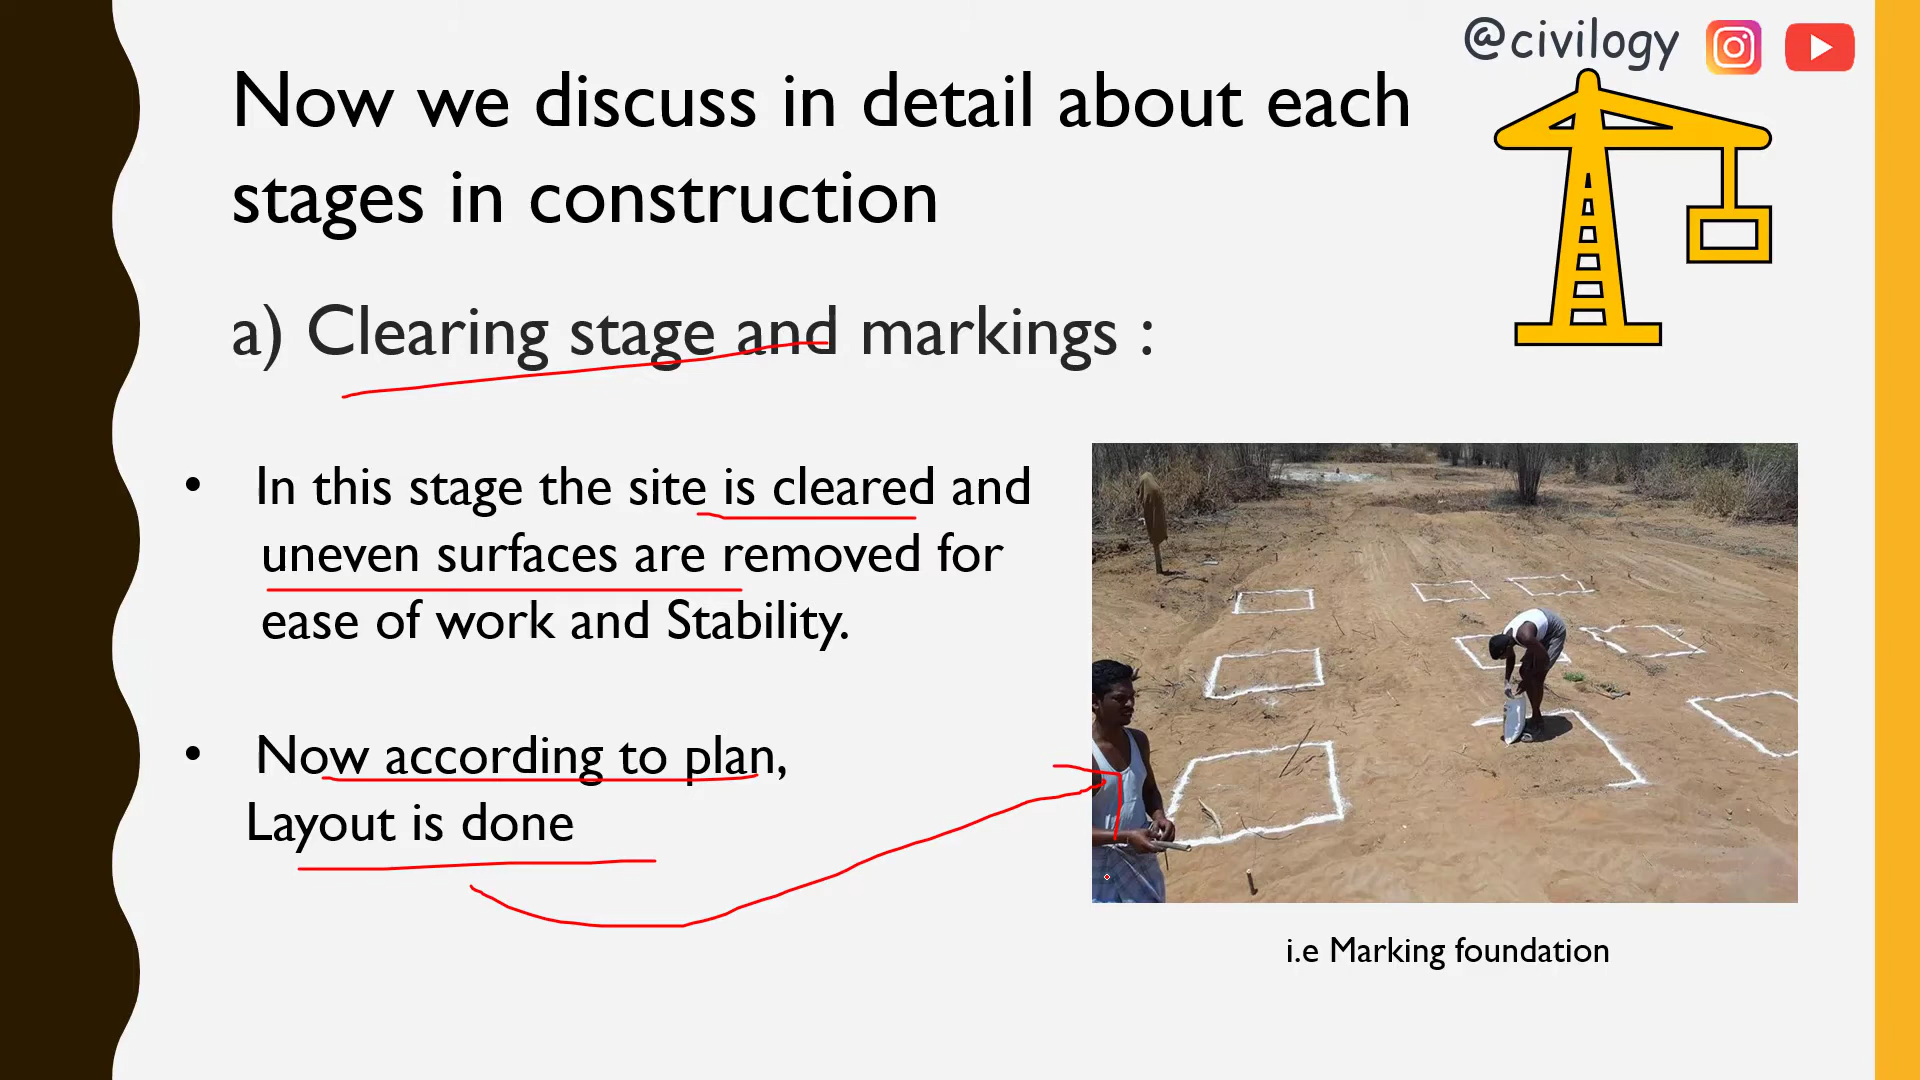 @civilogy
Now we discuss in detail about each
stages in construction
a) Clearing stage and markings :
• In this stage the site is cleared and
uneven surfaces are removed for
ease of work and Stability.
• Now according to plan,
Layout is done
i.e Marking foundation